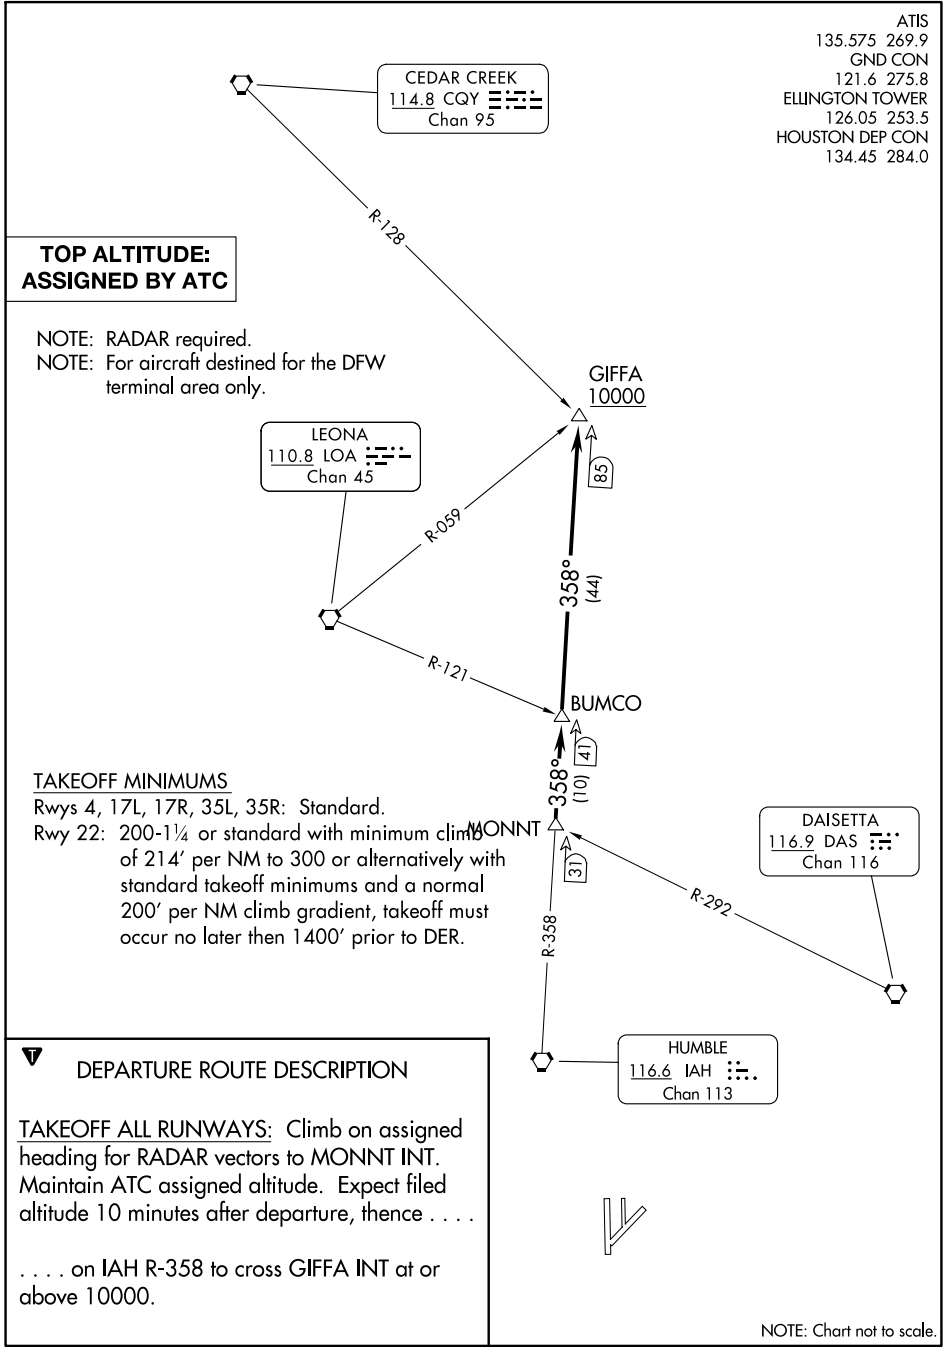 ATIS
135.575 269.9
GND CON
121.6 275.8
ELLINGTON TOWER
126.05 253.5
HOUSTON DEP CON
134.45 284.0
CEDAR CREEK
114.8 CQY
Chan 95
R-128
TOP ALTITUDE:
ASSIGNED BY ATC
NOTE: RADAR required.
NOTE: For aircraft destined for the DFW
terminal area only.
GIFFA
10000
LEONA
110.8 LOA
Chan 45
85
R-059
358°
(44)
R-121
BUMCO
41
358°
(10)
TAKEOFF MINIMUMS
Rwys 4, 17L, 17R, 35L, 35R: Standard.
Rwy 22: 200-1¼ or standard with minimum climb
of 214' per NM to 300 or alternatively with
standard takeoff minimums and a normal
200' per NM climb gradient, takeoff must
occur no later then 1400' prior to DER.
MONNT
31
DAISETTA
116.9 DAS
Chan 116
R-292
R-358
HUMBLE
116.6 IAH
Chan 113
T
DEPARTURE ROUTE DESCRIPTION
TAKEOFF ALL RUNWAYS: Climb on assigned
heading for RADAR vectors to MONNT INT.
Maintain ATC assigned altitude. Expect filed
altitude 10 minutes after departure, thence . . . .
. . . . on IAH R-358 to cross GIFFA INT at or
above 10000.
NOTE: Chart not to scale.